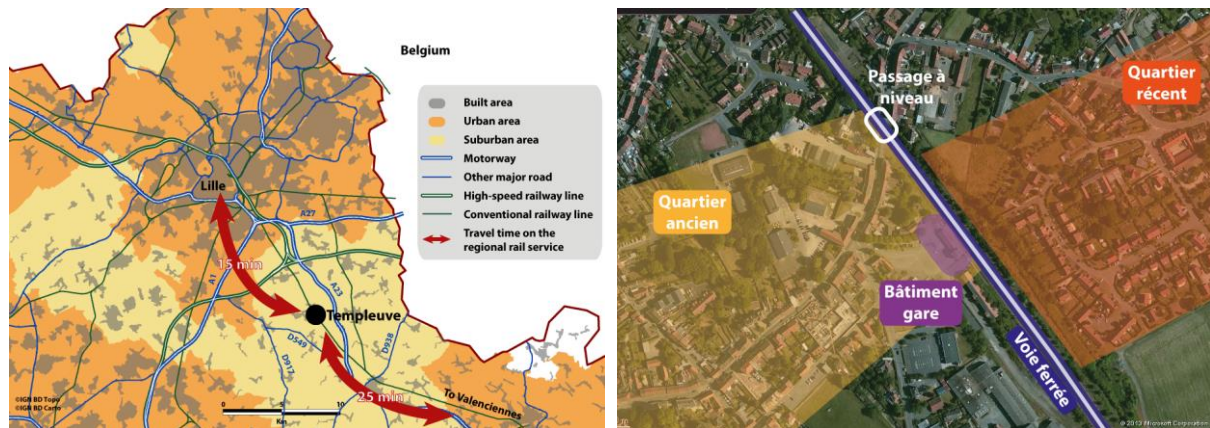 Belgium
Built area
Urban area
Suburban area
Motorway
Other major road
High-speed railway line
Conventional railway line
Travel time on the
regional rail service
Lille
A27
15 min
A1
A23
Templeuve
D549
D938
D917
25 min
To Valenciennes
©IGN BD Topo
©IGN BD Carto
0 5 10
Km
Passage à
niveau
Quartier
récent
Quartier
ancien
Bâtiment
gare
Voie ferrée
© 2012 Microsoft Corporation